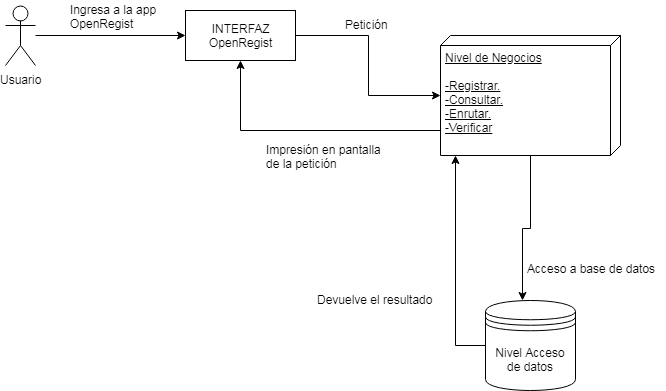 Ingresa a la app
OpenRegist
Usuario
INTERFAZ
OpenRegist
Petición
Nivel de Negocios
-Registrar.
-Consultar.
-Enrutar.
-Verificar
Impresión en pantalla
de la petición
Acceso a base de datos
Devuelve el resultado
Nivel Acceso
de datos